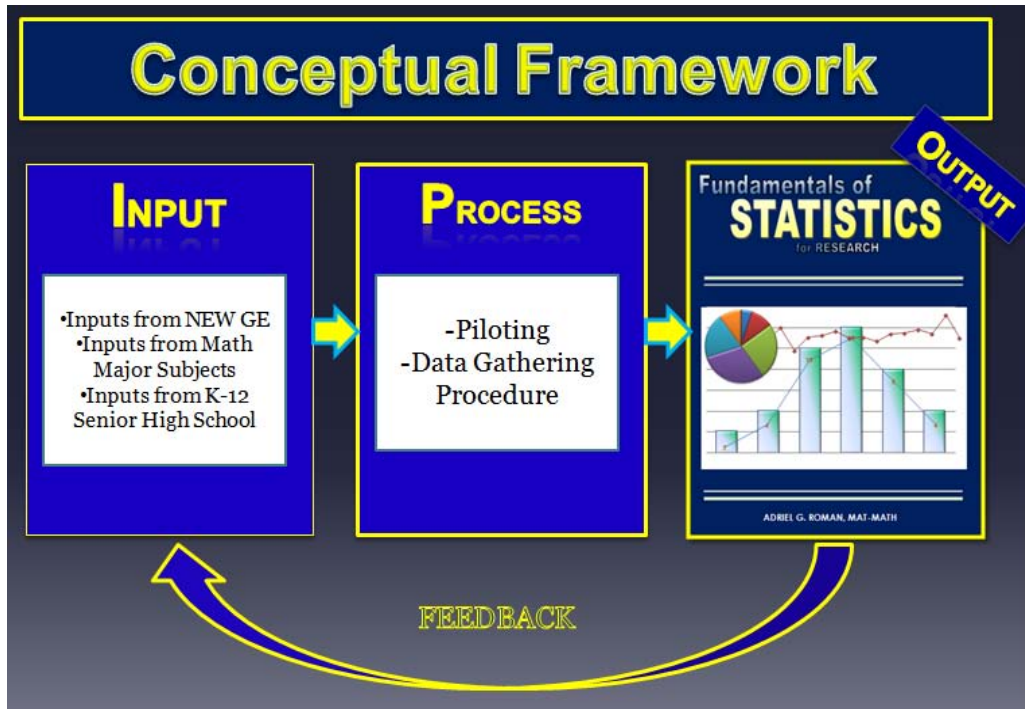 Conceptual Framework
INPUT
•Inputs from NEW GE
•Inputs from Math
Major Subjects
•Inputs from K-12
Senior High School
PROCESS
-Piloting
-Data Gathering
Procedure
OUTPUT
Fundamentals of
STATISTICS
for RESEARCH
ADRIEL G. ROMAN, MAT-MATH
FEEDBACK